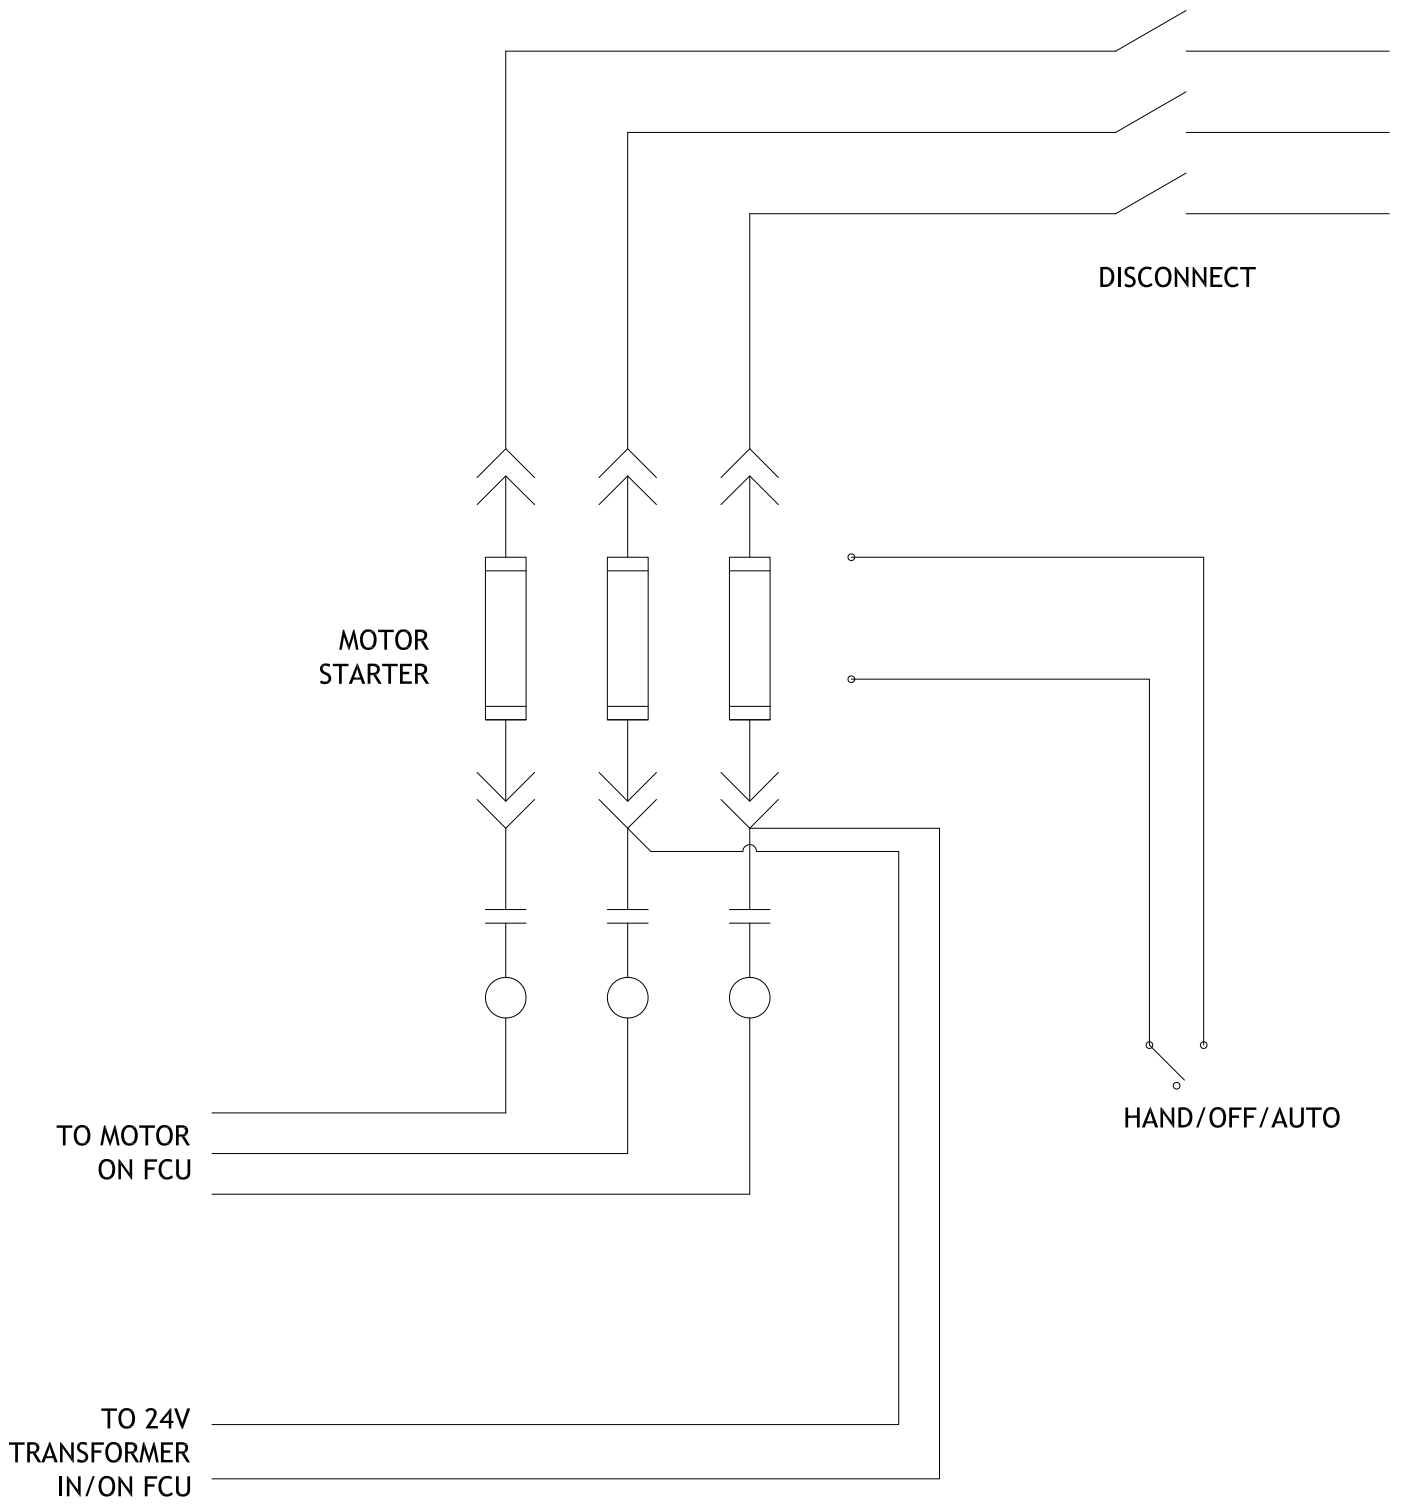 DISCONNECT
MOTOR
STARTER
HAND/OFF/AUTO
TO MOTOR
ON FCU
TO 24V
TRANSFORMER
IN/ON FCU